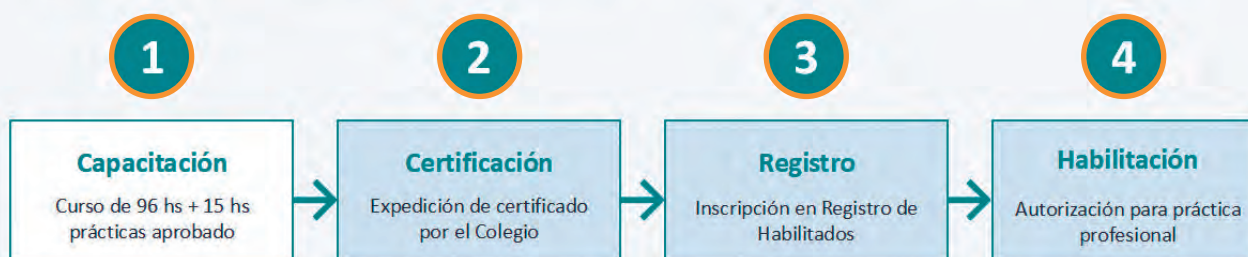 1
2
3
4
Capacitación
Curso de 96 hs + 15 hs
prácticas aprobado
Certificación
Expedición de certificado
por el Colegio
Registro
Inscripción en Registro de
Habilitados
Habilitación
Autorización para práctica
profesional